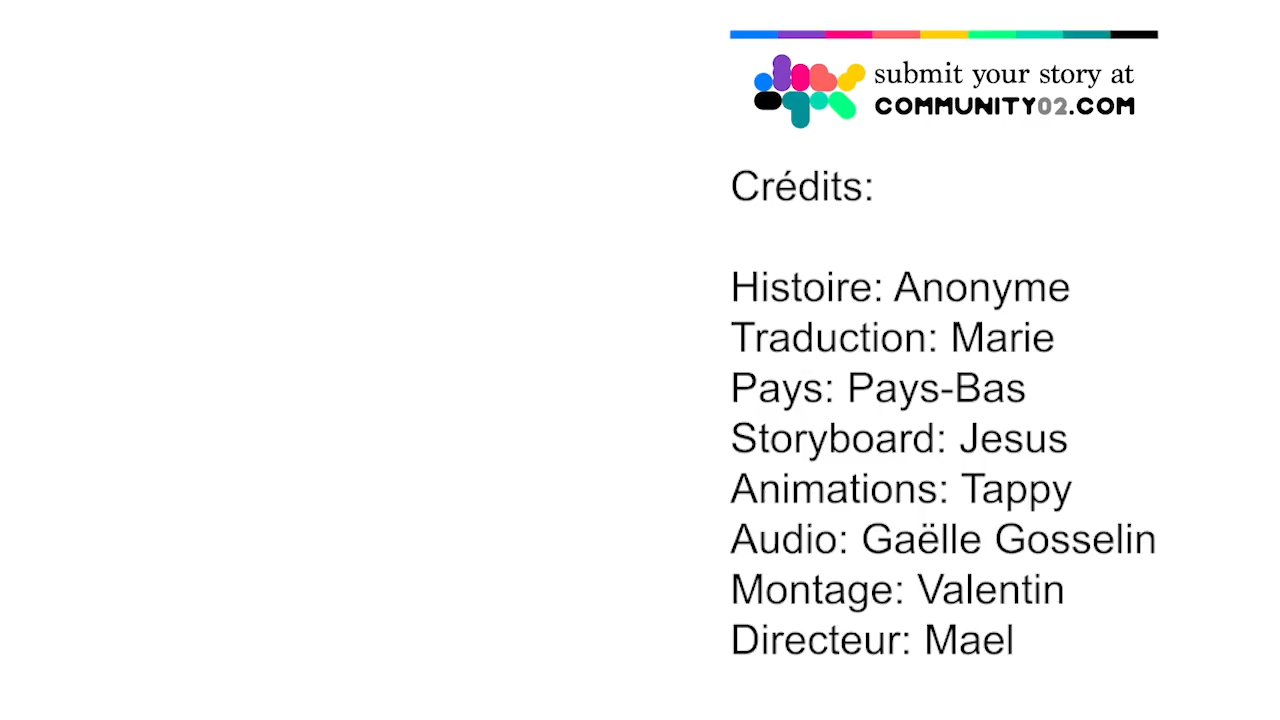 submit your story at
COMMUNITY02.COM
Crédits:
Histoire: Anonyme
Traduction: Marie
Pays: Pays-Bas
Storyboard: Jesus
Animations: Tappy
Audio: Gaëlle Gosselin
Montage: Valentin
Directeur: Mael